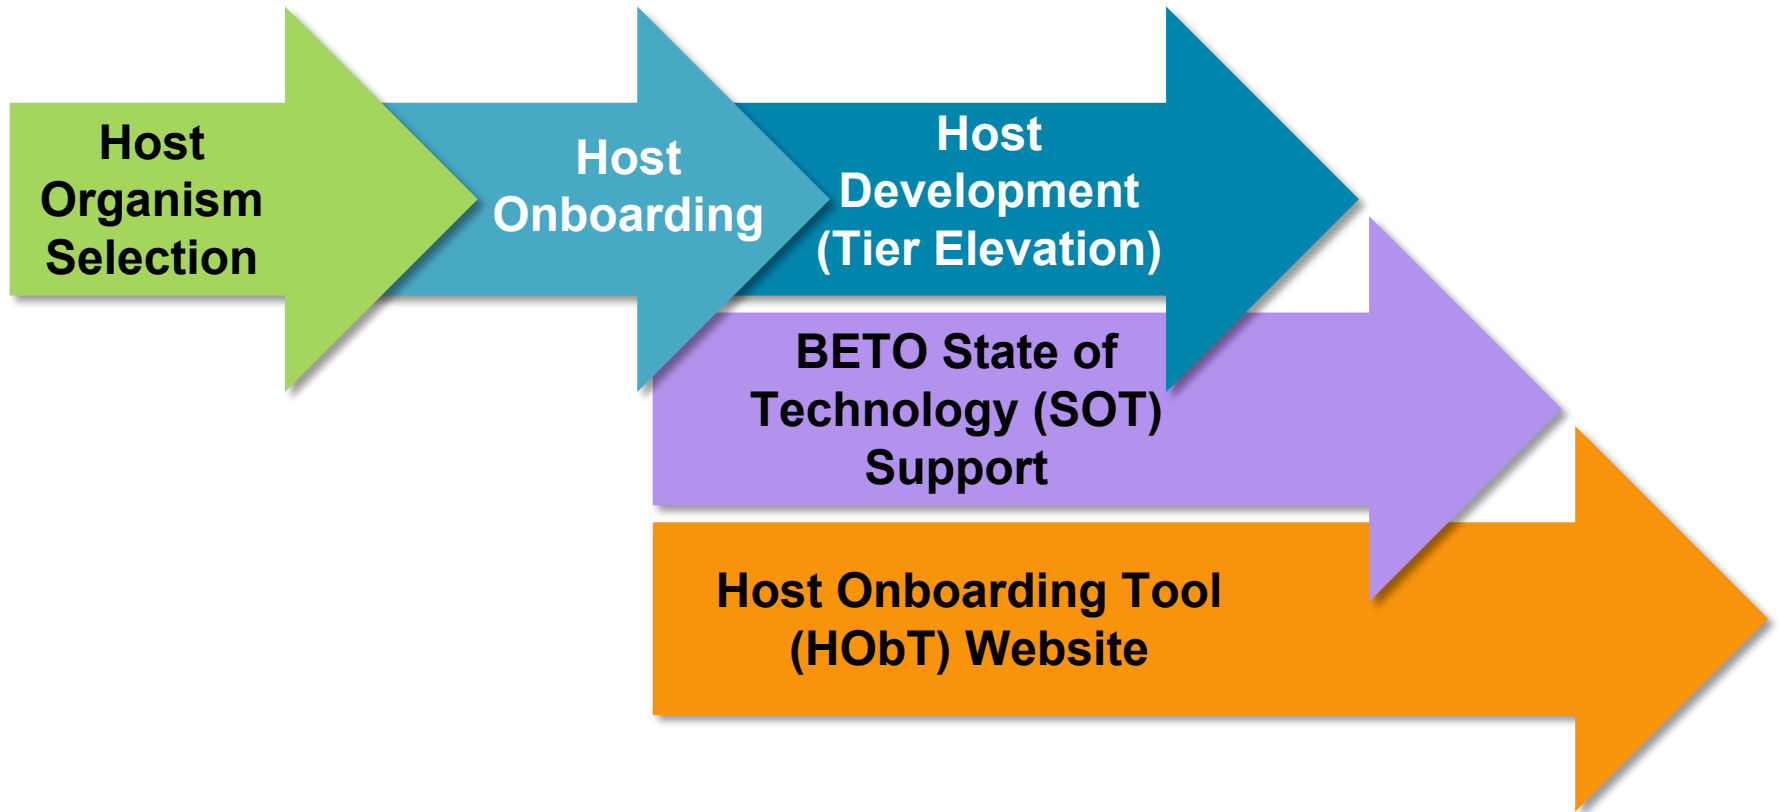 Host
Organism
Selection
Host
Onboarding
Host
Development
(Tier Elevation)
BETO State of
Technology (SOT)
Support
Host Onboarding Tool
(HObT) Website